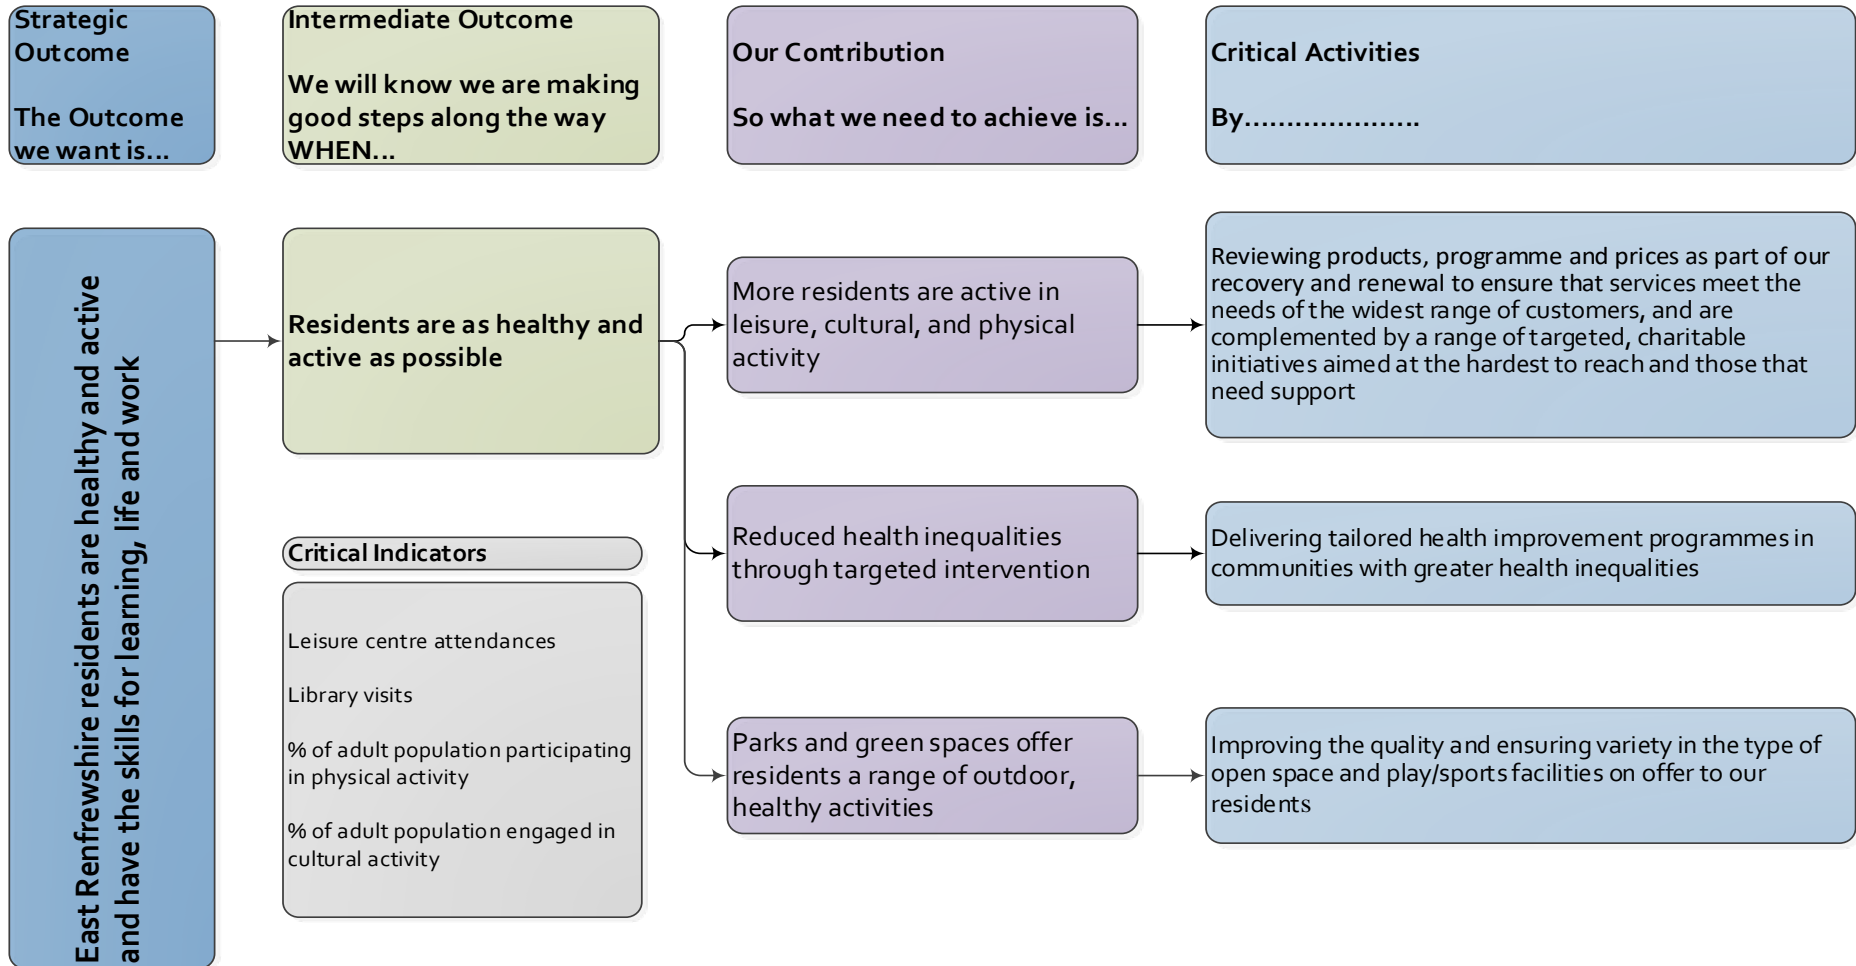 Strategic
Outcome
The Outcome
we want is...
Intermediate Outcome
We will know we are making
good steps along the way
WHEN...
Our Contribution
So what we need to achieve is...
Critical Activities
By.....................
East Renfrewshire residents are healthy and active
and have the skills for learning, life and work
Residents are as healthy and
active as possible
More residents are active in
leisure, cultural, and physical
activity
Reviewing products, programme and prices as part of our
recovery and renewal to ensure that services meet the
needs of the widest range of customers, and are
complemented by a range of targeted, charitable
initiatives aimed at the hardest to reach and those that
need support
Reduced health inequalities
through targeted intervention
Delivering tailored health improvement programmes in
communities with greater health inequalities
Parks and green spaces offer
residents a range of outdoor,
healthy activities
Improving the quality and ensuring variety in the type of
open space and play/sports facilities on offer to our
residents
Critical Indicators
Leisure centre attendances
Library visits
% of adult population participating
in physical activity
% of adult population engaged in
cultural activity